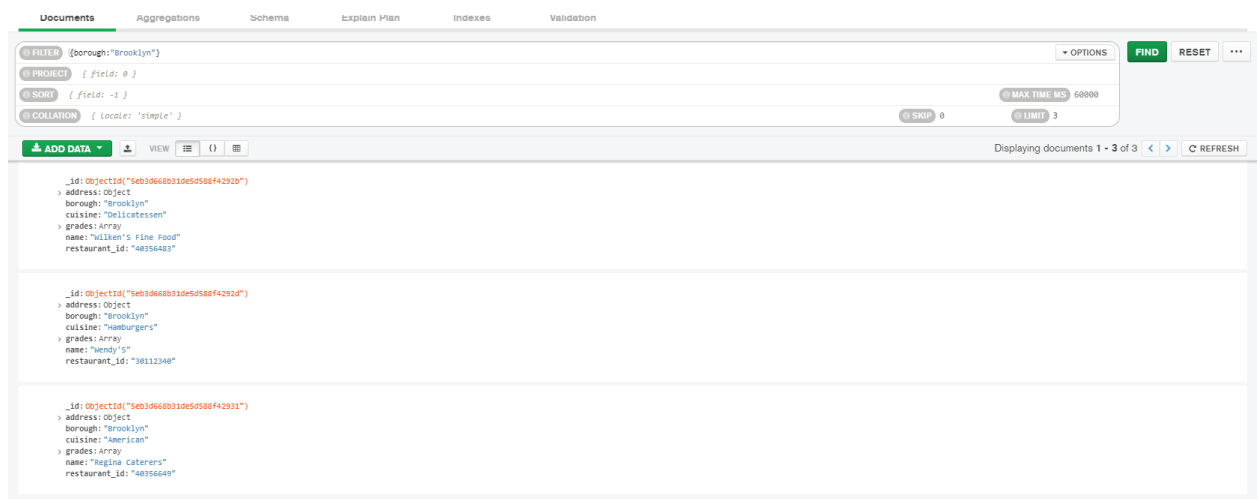 Documents Aggregations Schema Explain Plan Indexes Validation
FILTER {borough:"Brooklyn"} OPTIONS FIND RESET ...
PROJECT { field: 0 }
SORT { field: -1 } MAX TIME MS 60000
COLLATION { locale: 'simple' } SKIP 0 LIMIT 3
ADD DATA VIEW {} Displaying documents 1 - 3 of 3 < > REFRESH
_id: ObjectId("5eb3d668b31de5d588f4292b")
> address: Object
borough: "Brooklyn"
cuisine: "Delicatessen"
> grades: Array
name: "Wilken'S Fine Food"
restaurant_id: "40356483"
_id: ObjectId("5eb3d668b31de5d588f4292d")
> address: Object
borough: "Brooklyn"
cuisine: "Hamburgers"
> grades: Array
name: "Wendy'S"
restaurant_id: "30112340"
_id: ObjectId("5eb3d668b31de5d588f42931")
> address: Object
borough: "Brooklyn"
cuisine: "American"
> grades: Array
name: "Regina Caterers"
restaurant_id: "40356649"